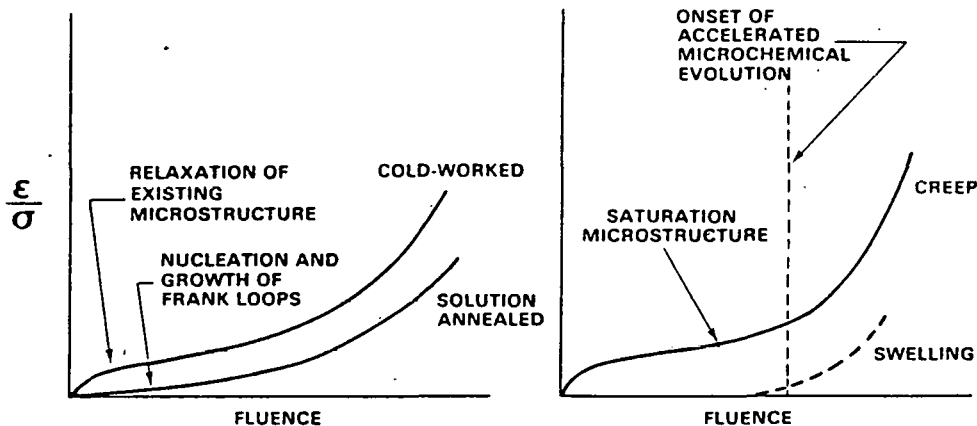 ε
σ
RELAXATION OF
EXISTING
MICROSTRUCTURE
NUCLEATION AND
GROWTH OF
FRANK LOOPS
COLD-WORKED
SOLUTION
ANNEALED
FLUENCE
ONSET OF
ACCELERATED
MICROCHEMICAL
EVOLUTION
SATURATION
MICROSTRUCTURE
CREEP
SWELLING
FLUENCE